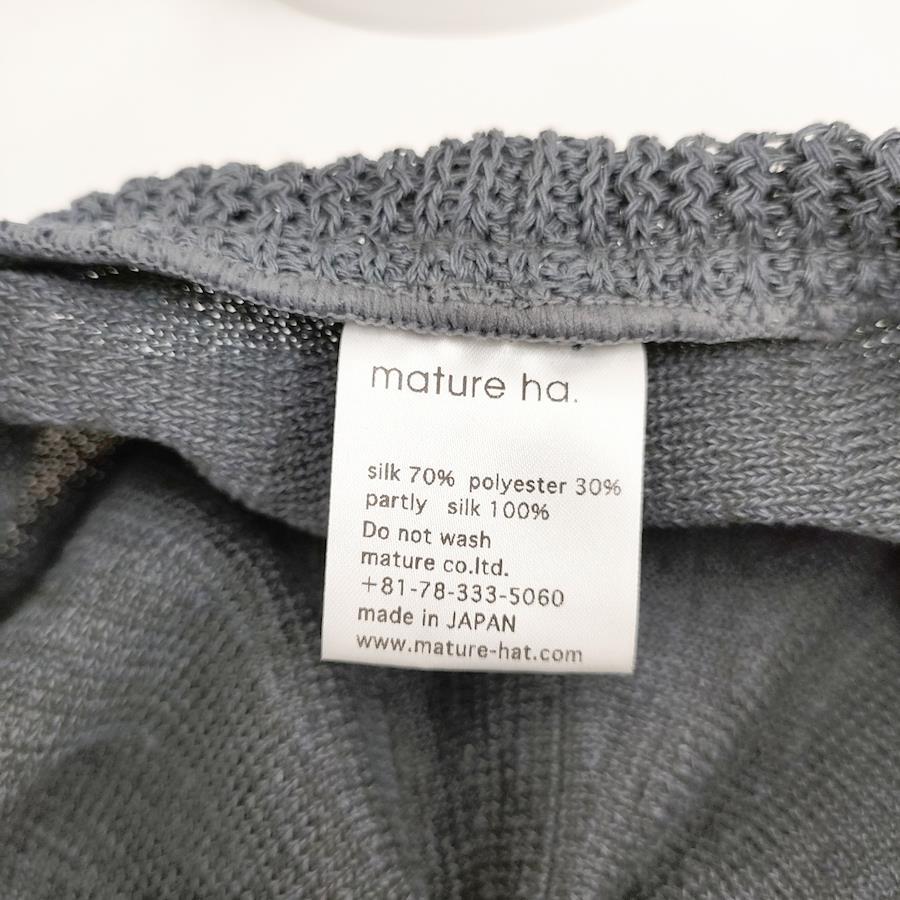 mature ha.
silk 70% polyester 30%
partly silk 100%
Do not wash
mature co.ltd.
+81-78-333-5060
made in JAPAN
www.mature-hat.com